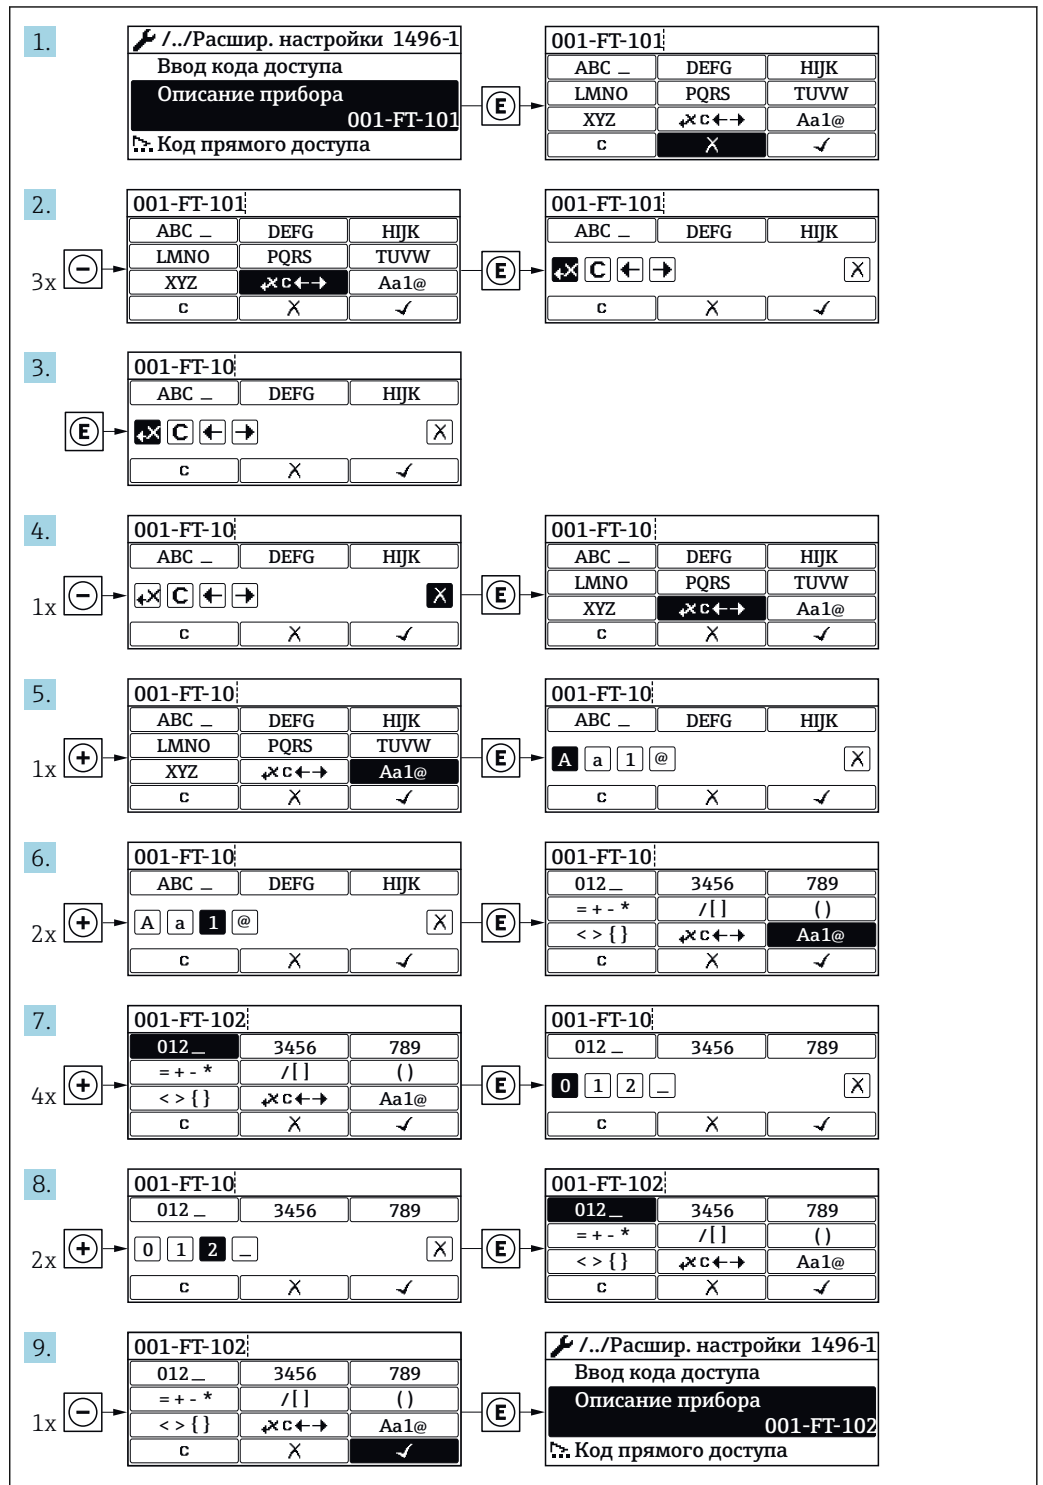 1.
/../Расшир. настройки 1496-1
Ввод кода доступа
Описание прибора
001-FT-101
Код прямого доступа
E
001-FT-101
ABC _ DEFG HIJK
LMNO PQRS TUVW
XYZ ↚× C ← → Aa1@
C X ✓
2.
3x −
001-FT-101
ABC _ DEFG HIJK
LMNO PQRS TUVW
XYZ ↚× C ← → Aa1@
C X ✓
E
001-FT-101
ABC _ DEFG HIJK
↚× C ← → X
C X ✓
3.
E
001-FT-10
ABC _ DEFG HIJK
↚× C ← → X
C X ✓
4.
1x −
001-FT-10
ABC _ DEFG HIJK
↚× C ← → X
C X ✓
E
001-FT-10
ABC _ DEFG HIJK
LMNO PQRS TUVW
XYZ ↚× C ← → Aa1@
C X ✓
5.
1x +
001-FT-10
ABC _ DEFG HIJK
LMNO PQRS TUVW
XYZ ↚× C ← → Aa1@
C X ✓
E
001-FT-10
ABC _ DEFG HIJK
A a 1 @ X
C X ✓
6.
2x +
001-FT-10
ABC _ DEFG HIJK
A a 1 @ X
C X ✓
E
001-FT-10
012 _ 3456 789
= + - * / [ ] ( )
< > { } ↚× C ← → Aa1@
C X ✓
7.
4x +
001-FT-102
012 _ 3456 789
= + - * / [ ] ( )
< > { } ↚× C ← → Aa1@
C X ✓
E
001-FT-10
012 _ 3456 789
0 1 2 _ X
C X ✓
8.
2x +
001-FT-10
012 _ 3456 789
0 1 2 _ X
C X ✓
E
001-FT-102
012 _ 3456 789
= + - * / [ ] ( )
< > { } ↚× C ← → Aa1@
C X ✓
9.
1x −
001-FT-102
012 _ 3456 789
= + - * / [ ] ( )
< > { } ↚× C ← → Aa1@
C X ✓
E
/../Расшир. настройки 1496-1
Ввод кода доступа
Описание прибора
001-FT-102
Код прямого доступа